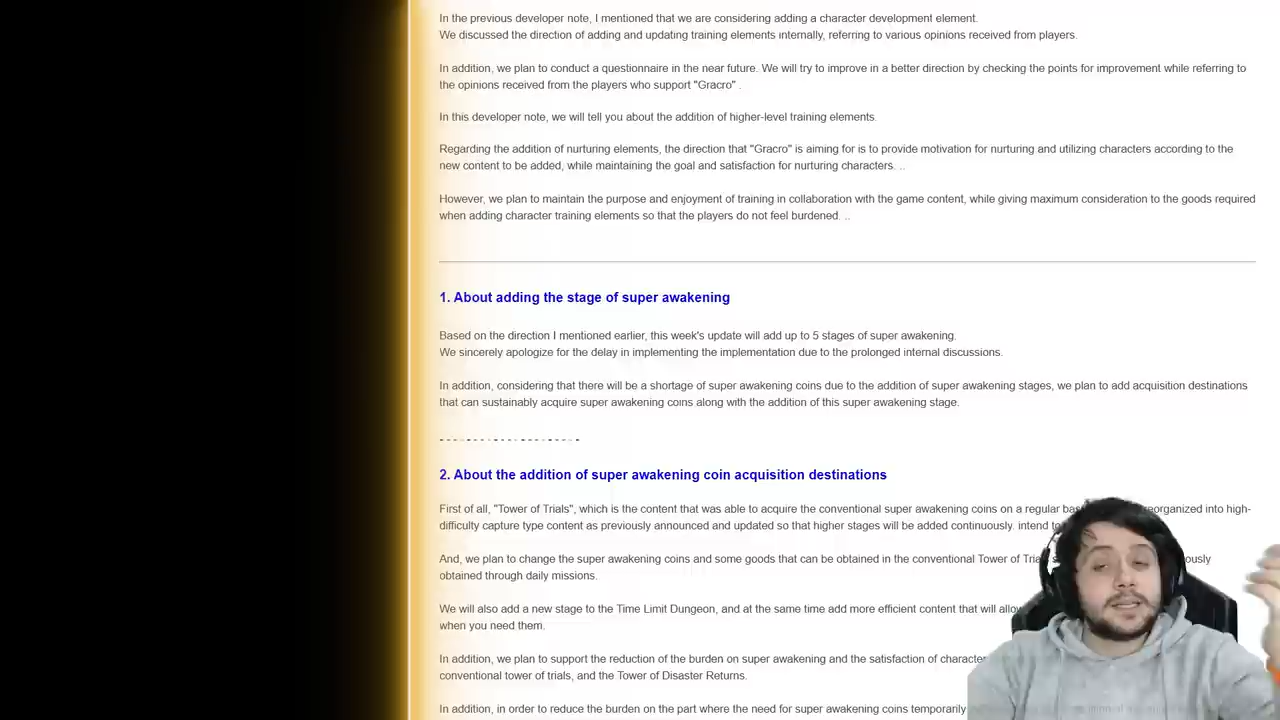 In the previous developer note, I mentioned that we are considering adding a character development element.
We discussed the direction of adding and updating training elements internally, referring to various opinions received from players.
In addition, we plan to conduct a questionnaire in the near future. We will try to improve in a better direction by checking the points for improvement while referring to
the opinions received from the players who support "Gracro" .
In this developer note, we will tell you about the addition of higher-level training elements.
Regarding the addition of nurturing elements, the direction that "Gracro" is aiming for is to provide motivation for nurturing and utilizing characters according to the
new content to be added, while maintaining the goal and satisfaction for nurturing characters. ..
However, we plan to maintain the purpose and enjoyment of training in collaboration with the game content, while giving maximum consideration to the goods required
when adding character training elements so that the players do not feel burdened. ..
1. About adding the stage of super awakening
Based on the direction I mentioned earlier, this week's update will add up to 5 stages of super awakening.
We sincerely apologize for the delay in implementing the implementation due to the prolonged internal discussions.
In addition, considering that there will be a shortage of super awakening coins due to the addition of super awakening stages, we plan to add acquisition destinations
that can sustainably acquire super awakening coins along with the addition of this super awakening stage.
2. About the addition of super awakening coin acquisition destinations
First of all, "Tower of Trials", which is the content that was able to acquire the conventional super awakening coins on a regular reorganized into high-
difficulty capture type content as previously announced and updated so that higher stages will be added continuously. intend
And, we plan to change the super awakening coins and some goods that can be obtained in the conventional Tower of
obtained through daily missions.
We will also add a new stage to the Time Limit Dungeon, and at the same time add more efficient content that will
when you need them.
In addition, we plan to support the reduction of the burden on super awakening and the satisfaction of
conventional tower of trials, and the Tower of Disaster Returns.
In addition, in order to reduce the burden on the part where the need for super awakening coins temporarily